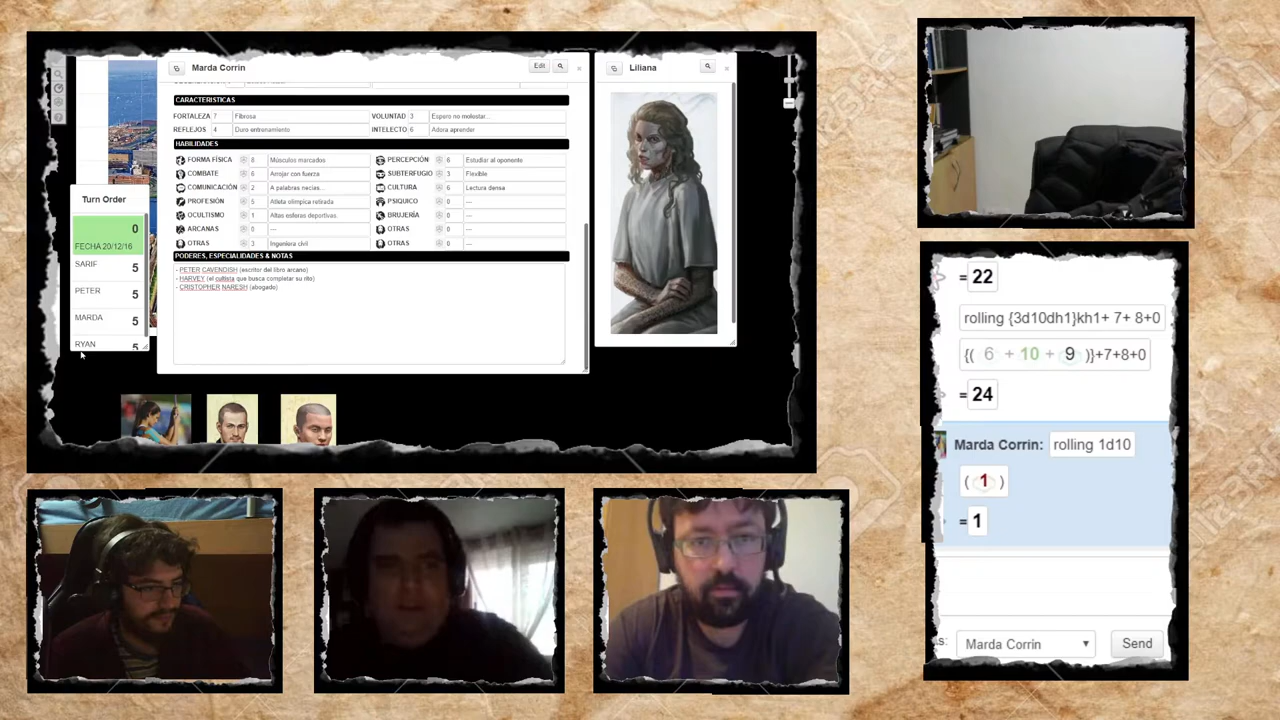 Marda Corrin
Edit
CARACTERISTICAS
FORTALEZA 7 Fibrosa
VOLUNTAD 3 Espero no molestar...
REFLEJOS 4 Duro entrenamiento
INTELECTO 6 Adora aprender
HABILIDADES
FORMA FÍSICA 8 Músculos marcados
PERCEPCIÓN 6 Estudiar al oponente
COMBATE 6 Arrojar con fuerza
SUBTERFUGIO 3 Flexible
COMUNICACIÓN 2 A palabras necias...
CULTURA 6 Lectura densa
PROFESIÓN 5 Atleta olímpica retirada
PSIQUICO 0 ---
OCULTISMO 1 Altas esferas deportivas.
BRUJERÍA 0 ---
ARCANAS 0 ---
OTRAS 0 ---
OTRAS 3 Ingeniera civil
OTRAS 0 ---
PODERES, ESPECIALIDADES & NOTAS
- PETER CAVENDISH (escritor del libro arcano)
- HARVEY (el cultista que busca completar su rito)
- CRISTOPHER NARESH (abogado)
Liliana
Turn Order
0
FECHA 20/12/16
SARIF 5
PETER 5
MARDA 5
RYAN 5
=22
rolling {3d10dh1}kh1+ 7+ 8+0
{( 6 + 10 + 9 )}+7+8+0
=24
Marda Corrin: rolling 1d10
( 1 )
=1
s: Marda Corrin
Send